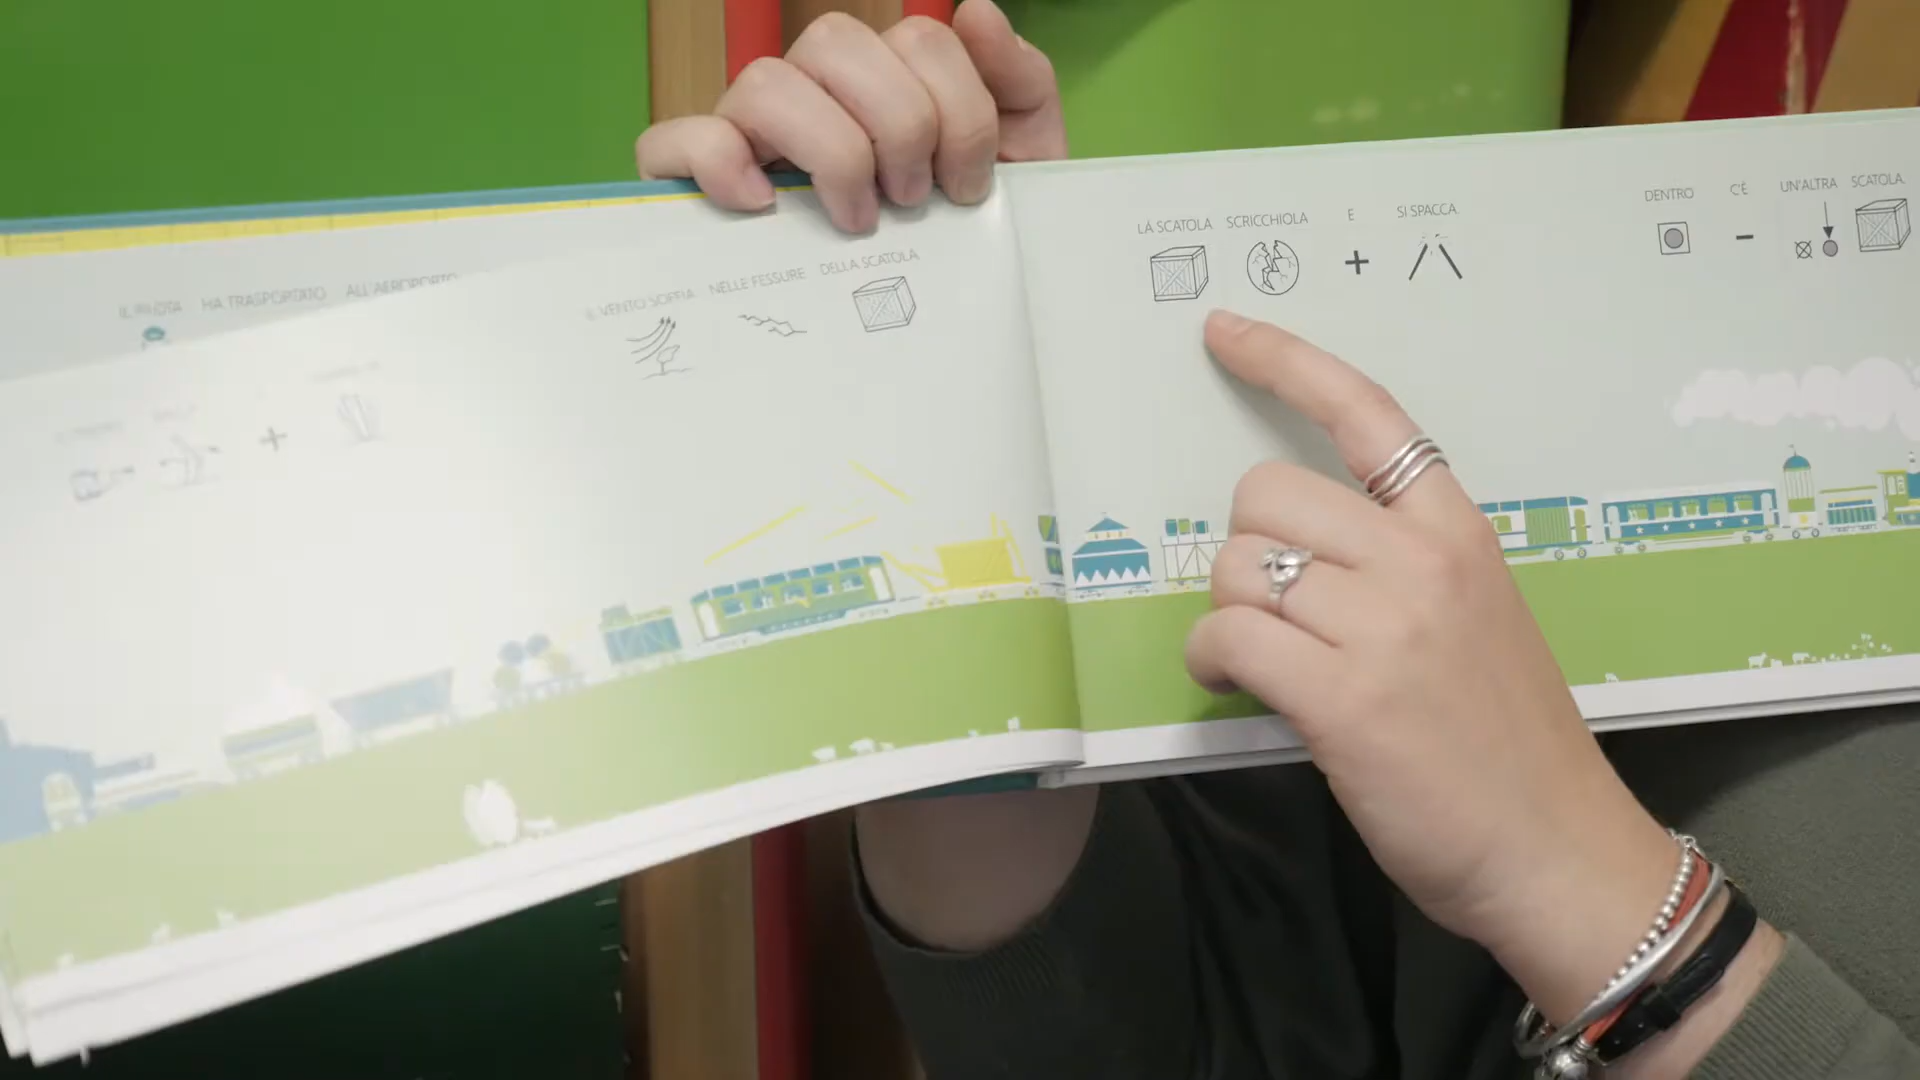 IL PILOTA HA TRASPORTATO ALL'AEROPORTO
IL VENTO SOFFIA NELLE FESSURE DELLA SCATOLA
LA SCATOLA SCRICCHIOLA E SI SPACCA.
DENTRO C'È UN'ALTRA SCATOLA.